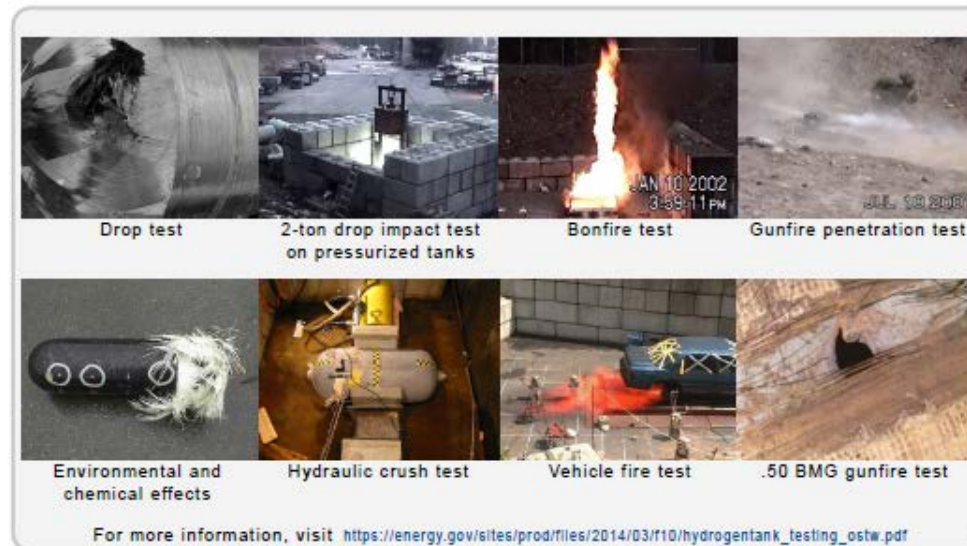 JAN 10 2002
3:59:11 PM
Drop test
2-ton drop impact test
on pressurized tanks
Bonfire test
Gunfire penetration test
Environmental and
chemical effects
Hydraulic crush test
Vehicle fire test
.50 BMG gunfire test
For more information, visit https://energy.gov/sites/prod/files/2014/03/f10/hydrogentank_testing_ostw.pdf